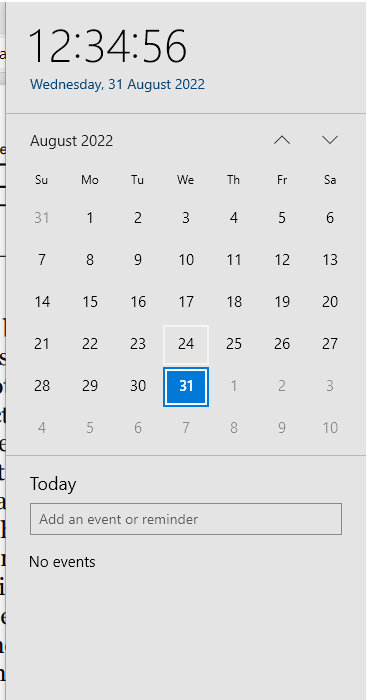 12:34:56
Wednesday, 31 August 2022
August 2022
Su Mo Tu We Th Fr Sa
31 1 2 3 4 5 6
7 8 9 10 11 12 13
14 15 16 17 18 19 20
21 22 23 24 25 26 27
28 29 30 31 1 2 3
4 5 6 7 8 9 10
Today
Add an event or reminder
No events